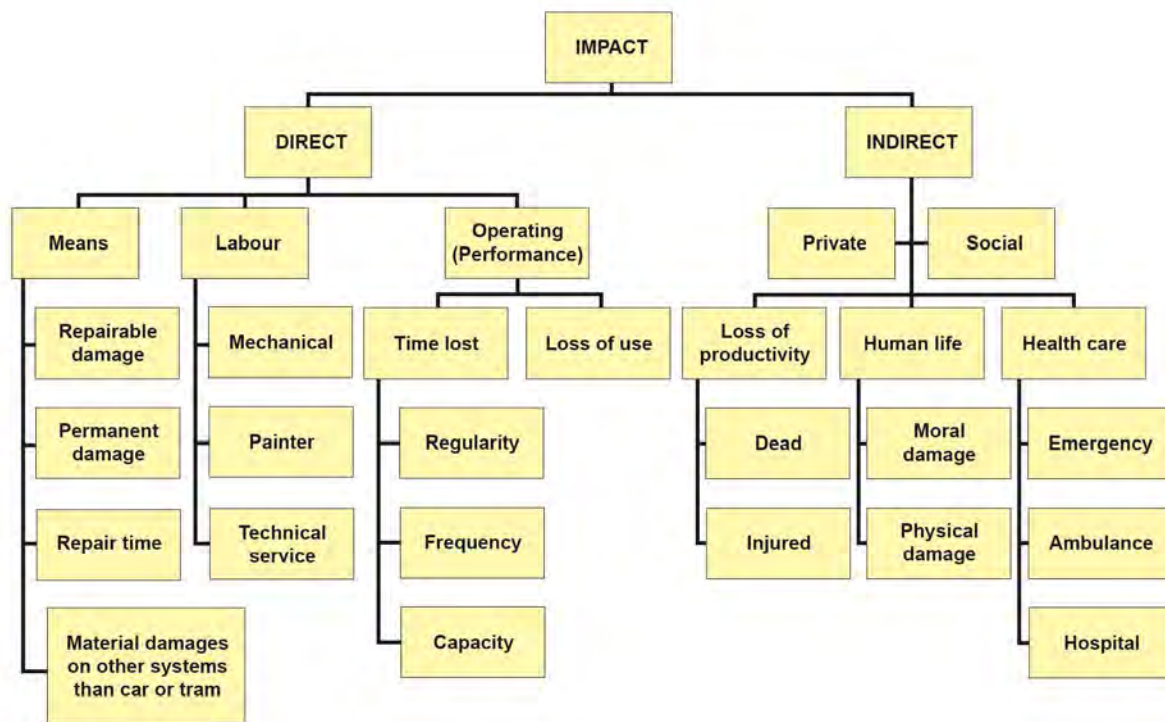 IMPACT
DIRECT
INDIRECT
Means
Labour
Operating
(Performance)
Private
Social
Repairable
damage
Mechanical
Time lost
Loss of use
Loss of
productivity
Human life
Health care
Permanent
damage
Painter
Regularity
Dead
Moral
damage
Emergency
Repair time
Technical
service
Frequency
Injured
Physical
damage
Ambulance
Material damages
on other systems
than car or tram
Capacity
Hospital